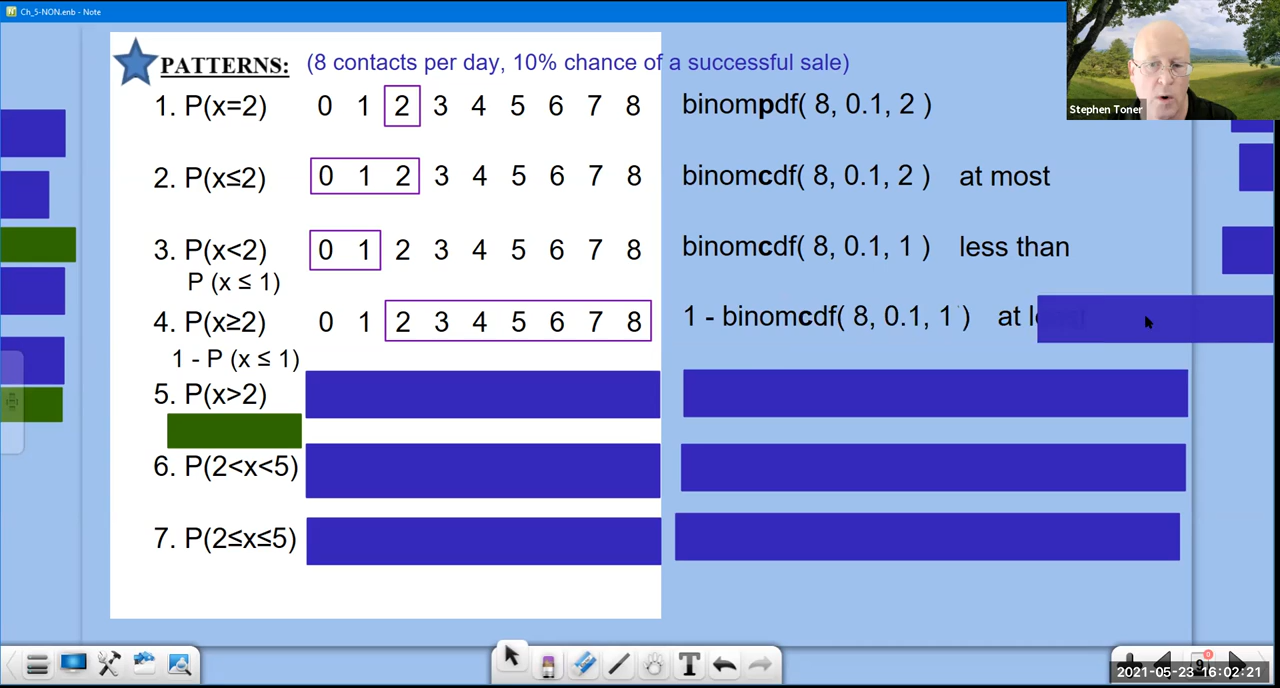 Ch_5-NON.enb - Note
PATTERNS: (8 contacts per day, 10% chance of a successful sale)
Stephen Toner
1. P(x=2) 0 1 2 3 4 5 6 7 8 binompdf( 8, 0.1, 2 )
2. P(x≤2) 0 1 2 3 4 5 6 7 8 binomcdf( 8, 0.1, 2 ) at most
3. P(x<2) 0 1 2 3 4 5 6 7 8 binomcdf( 8, 0.1, 1 ) less than
P (x ≤ 1)
4. P(x≥2) 0 1 2 3 4 5 6 7 8 1 - binomcdf( 8, 0.1, 1 ) at
1 - P (x ≤ 1)
5. P(x>2)
6. P(2<x<5)
7. P(2≤x≤5)
T
2021-05-23 16:02:21